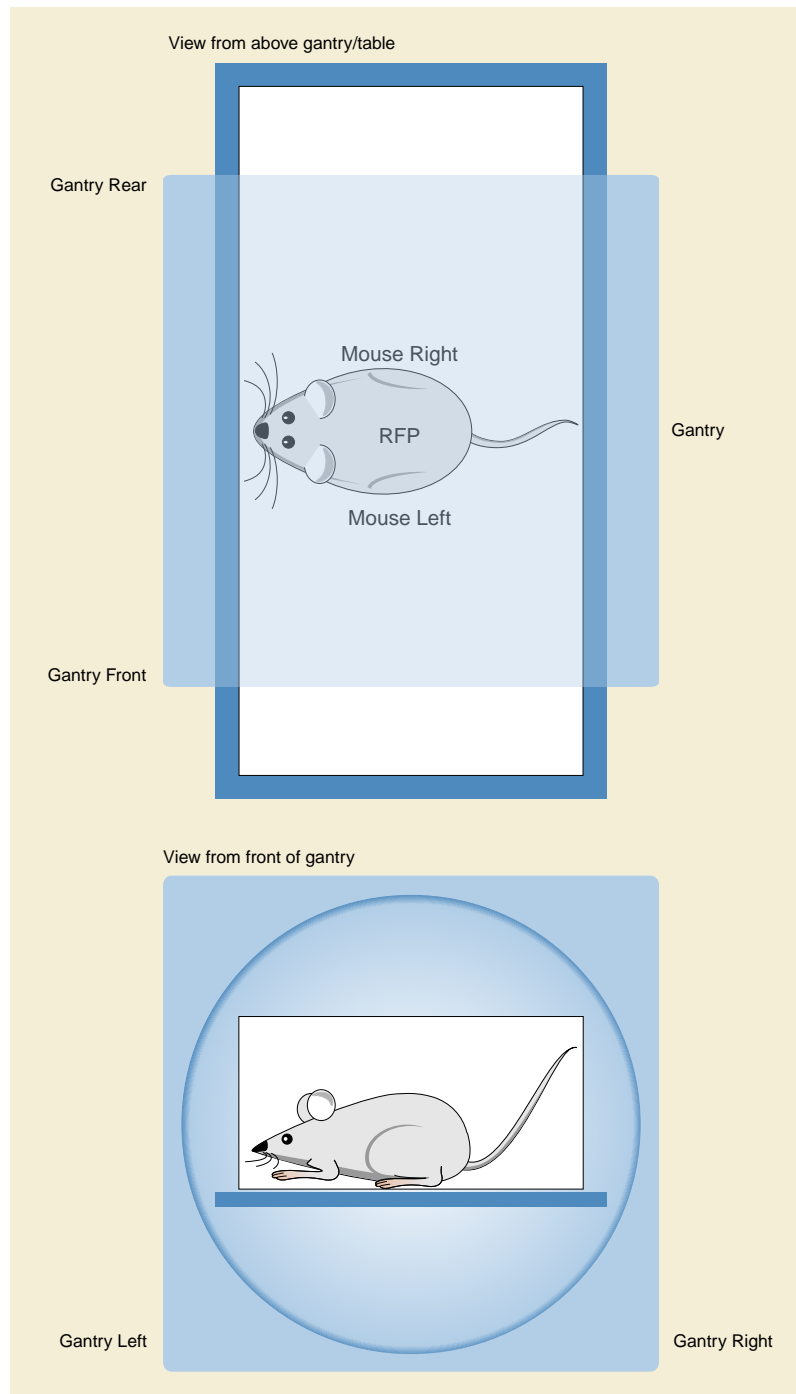 View from above gantry/table
Gantry Rear
Mouse Right
RFP
Gantry
Mouse Left
Gantry Front
View from front of gantry
Gantry Left
Gantry Right